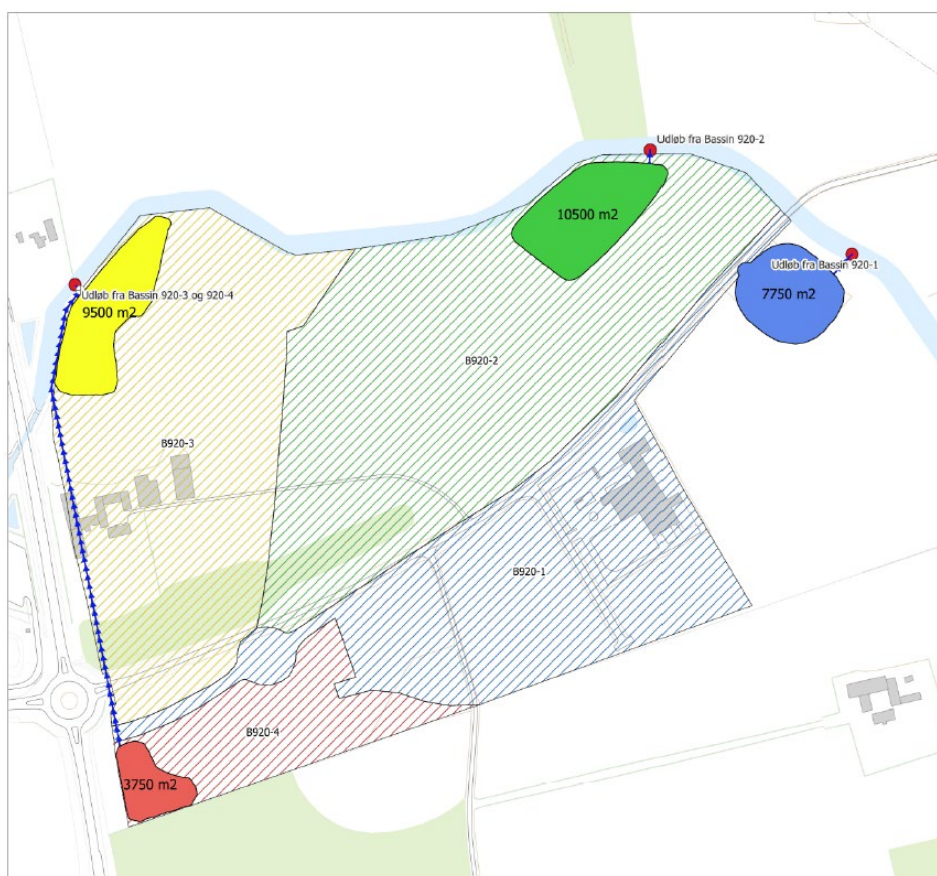 Udløb fra Bassin 920-2
10500 m2
Udløb fra Bassin 920-1
7750 m2
Udløb fra Bassin 920-3 og 920-4
9500 m2
B920-2
B920-3
B920-1
B920-4
3750 m2